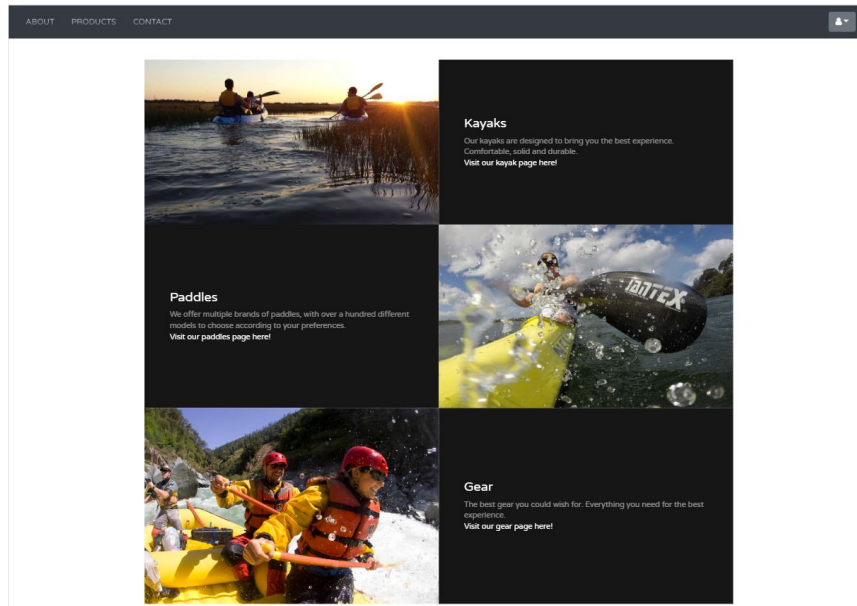 ABOUT PRODUCTS CONTACT
Kayaks
Our kayaks are designed to bring you the best experience.
Comfortable, solid and durable.
Visit our kayak page here!
Paddles
We offer multiple brands of paddles, with over a hundred different
models to choose according to your preferences.
Visit our paddles page here!
Gear
The best gear you could wish for. Everything you need for the best
experience.
Visit our gear page here!